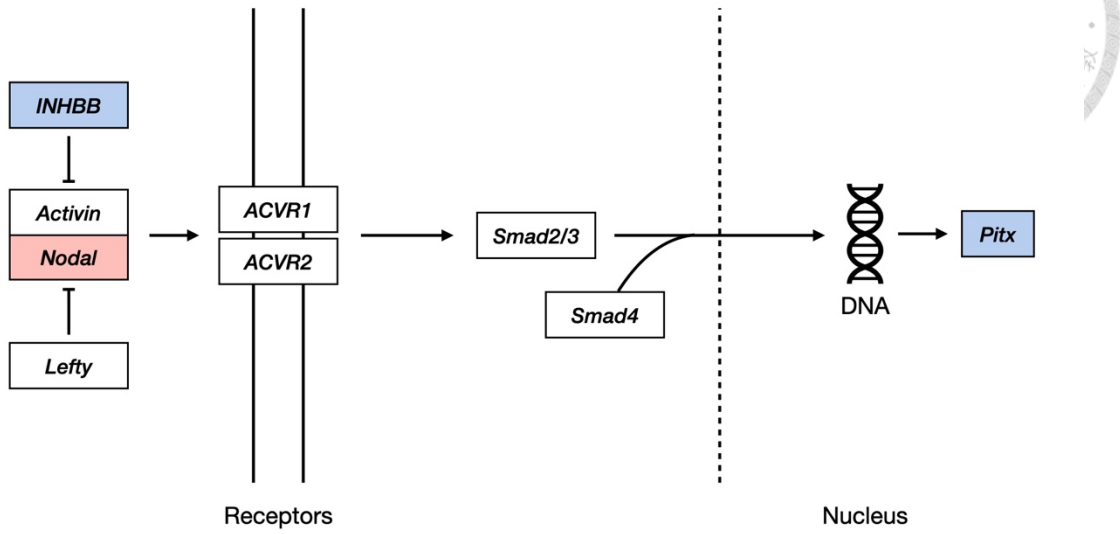 INHBB
Activin
Nodal
Lefty
ACVR1
ACVR2
Smad2/3
Smad4
DNA
Pitx
Receptors
Nucleus